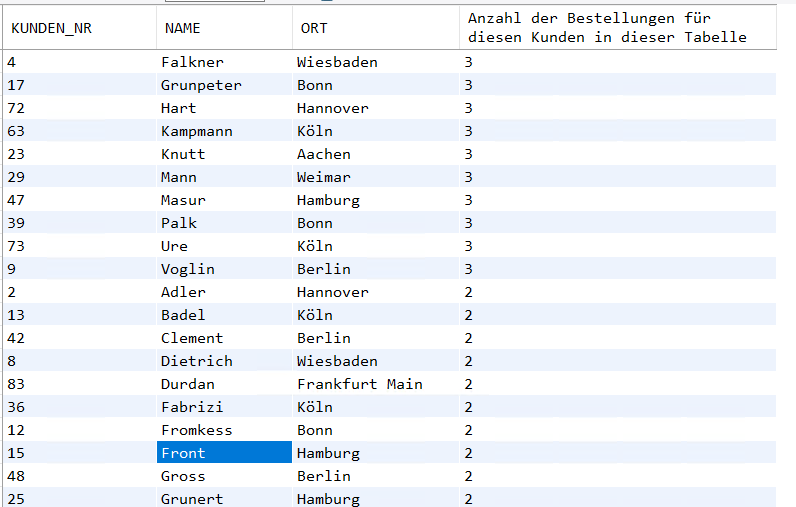 KUNDEN_NR NAME ORT Anzahl der Bestellungen für
diesen Kunden in dieser Tabelle
4 Falkner Wiesbaden 3
17 Grunpeter Bonn 3
72 Hart Hannover 3
63 Kampmann Köln 3
23 Knutt Aachen 3
29 Mann Weimar 3
47 Masur Hamburg 3
39 Palk Bonn 3
73 Ure Köln 3
9 Voglin Berlin 3
2 Adler Hannover 2
13 Badel Köln 2
42 Clement Berlin 2
8 Dietrich Wiesbaden 2
83 Durdan Frankfurt Main 2
36 Fabrizi Köln 2
12 Fromkess Bonn 2
15 Front Hamburg 2
48 Gross Berlin 2
25 Grunert Hamburg 2